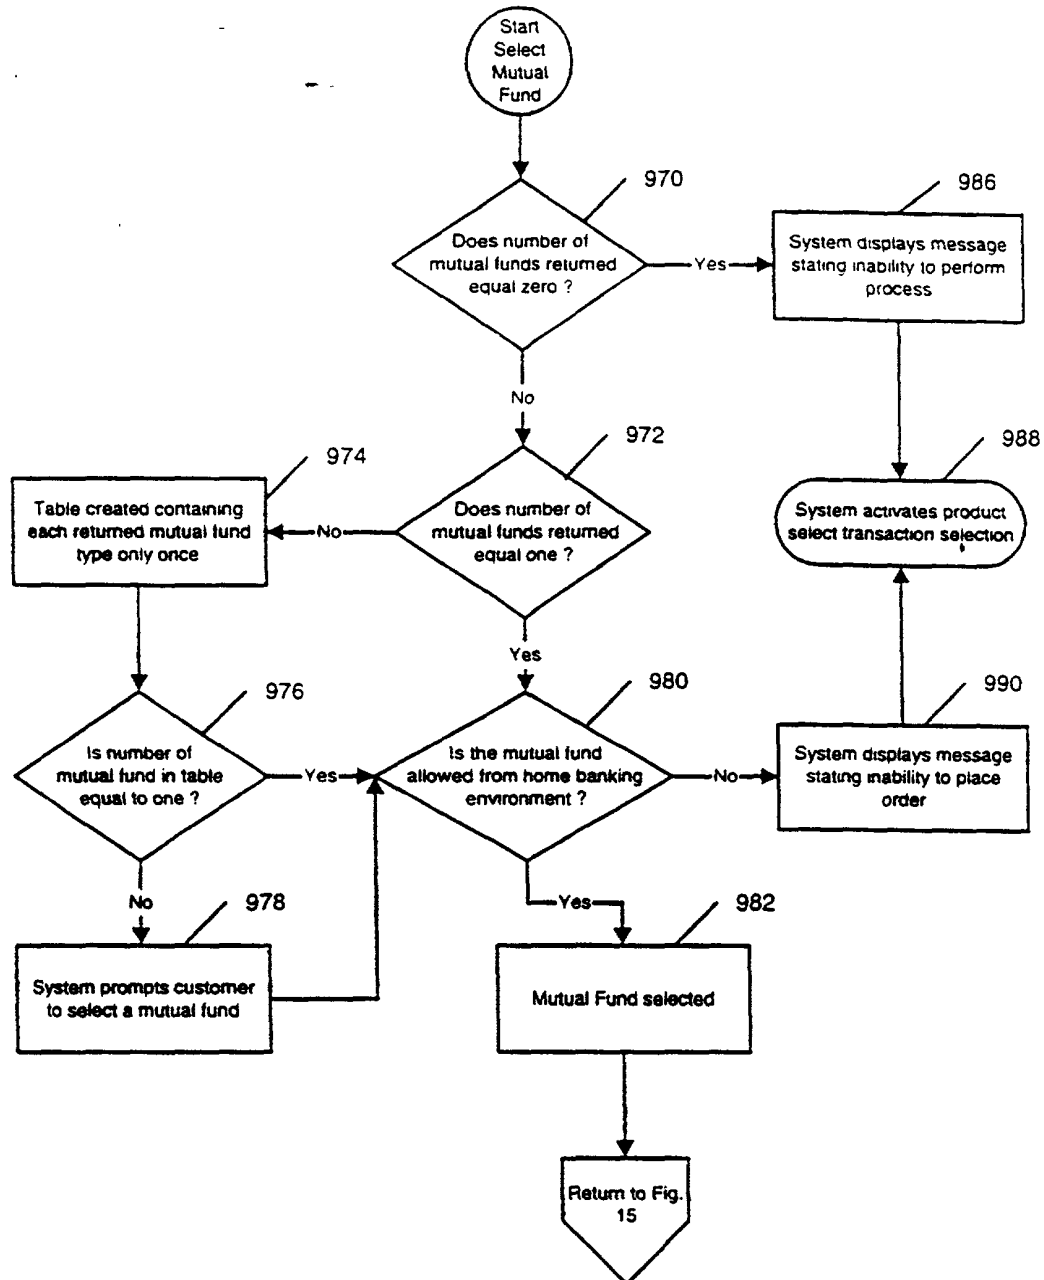 Start
Select
Mutual
Fund
970
986
Does number of
mutual funds returned
equal zero ?
Yes
System displays message
stating inability to perform
process
No
972
988
974
Table created containing
each returned mutual fund
type only once
No
Does number of
mutual funds returned
equal one ?
System activates product
select transaction selection
Yes
976
980
990
Is number of
mutual fund in table
equal to one ?
Yes
Is the mutual fund
allowed from home banking
environment ?
No
System displays message
stating inability to place
order
No
978
Yes
982
System prompts customer
to select a mutual fund
Mutual Fund selected
Return to Fig.
15